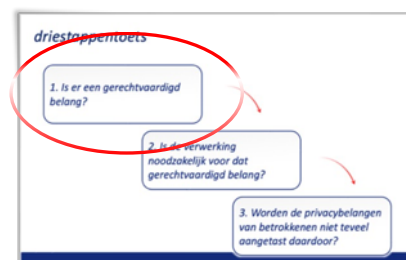 driestappentoets
1. Is er een gerechtvaardigd
belang?
2. Is de verwerking
noodzakelijk voor dat
gerechtvaardigd belang?
3. Worden de privacybelangen
van betrokkenen niet teveel
aangetast daardoor?